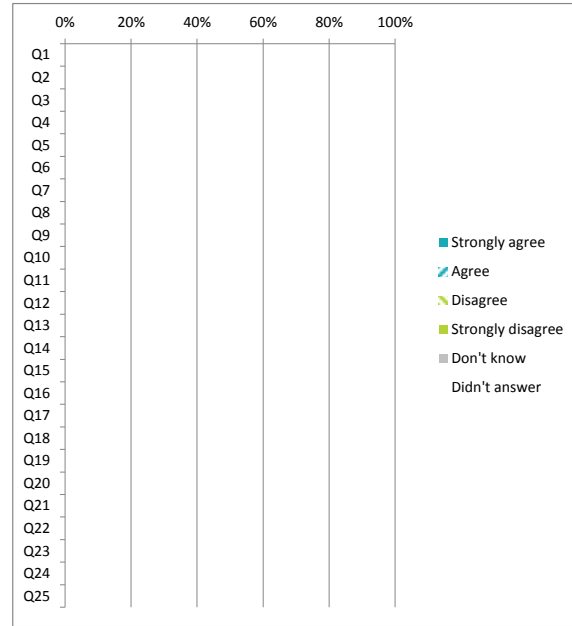 0% 20% 40% 60% 80% 100%
Q1
Q2
Q3
Q4
Q5
Q6
Q7
Q8
Q9
Q10
Q11
Q12
Q13
Q14
Q15
Q16
Q17
Q18
Q19
Q20
Q21
Q22
Q23
Q24
Q25
Strongly agree
Agree
Disagree
Strongly disagree
Don't know
Didn't answer